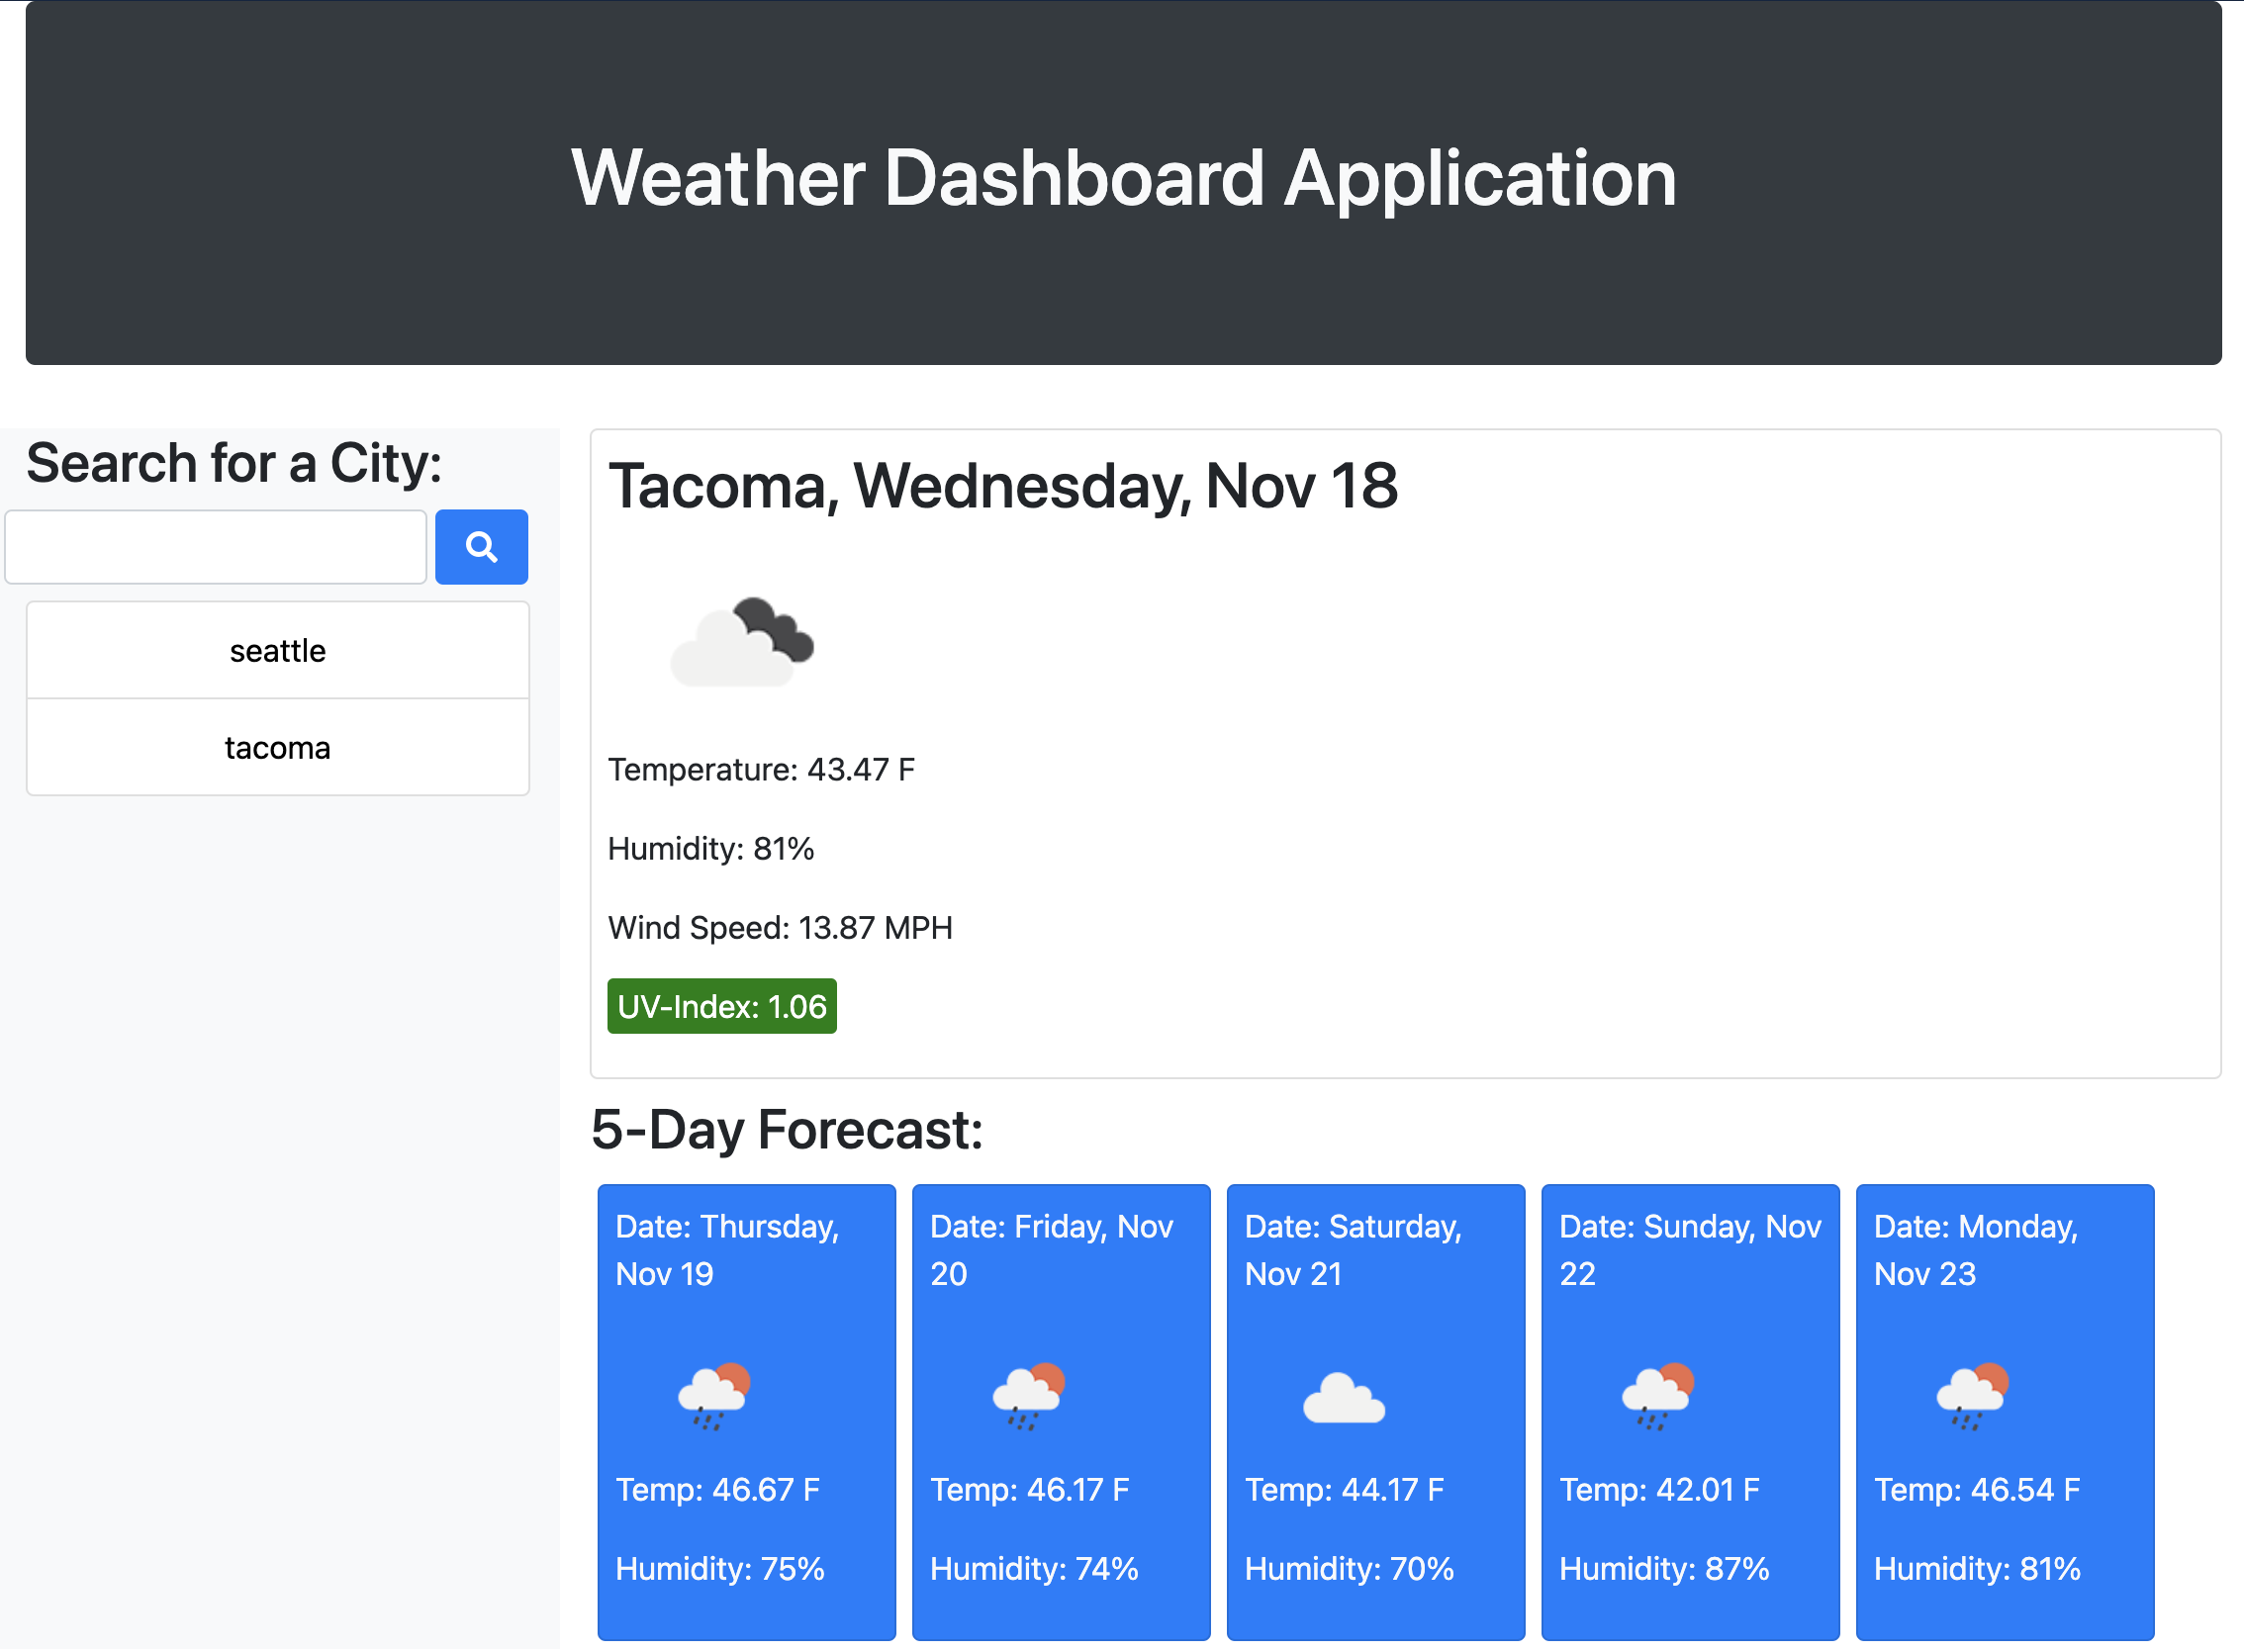 Weather Dashboard Application
Search for a City:
seattle
tacoma
Tacoma, Wednesday, Nov 18
Temperature: 43.47 F
Humidity: 81%
Wind Speed: 13.87 MPH
UV-Index: 1.06
5-Day Forecast:
Date: Thursday,
Nov 19
Temp: 46.67 F
Humidity: 75%
Date: Friday, Nov
20
Temp: 46.17 F
Humidity: 74%
Date: Saturday,
Nov 21
Temp: 44.17 F
Humidity: 70%
Date: Sunday, Nov
22
Temp: 42.01 F
Humidity: 87%
Date: Monday,
Nov 23
Temp: 46.54 F
Humidity: 81%